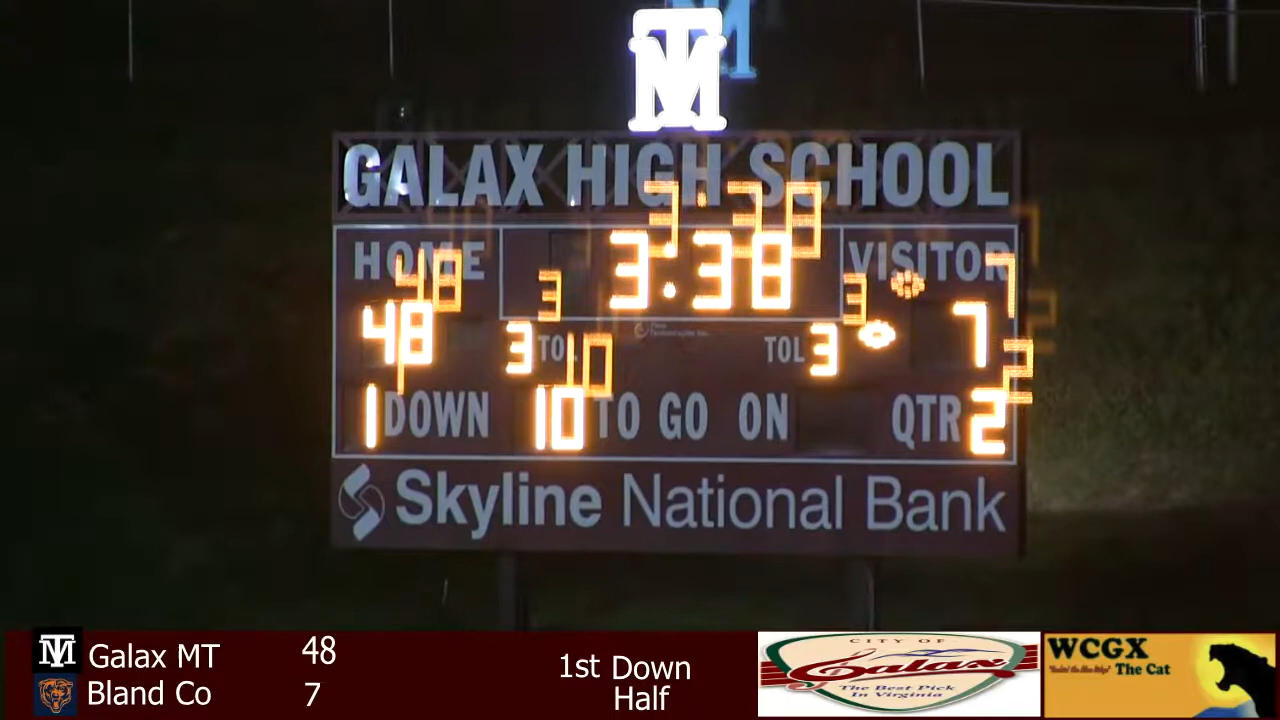 MT
GALAX HIGH SCHOOL
HOME 3:38 VISITOR
48 3 TOL TOL 3 7
1 DOWN 10 TO GO ON QTR 2
Skyline National Bank
MT Galax MT 48
Bland Co 7
1st Down
Half
CITY OF
Galax
The Best Pick
In Virginia
WCGX
The Cat